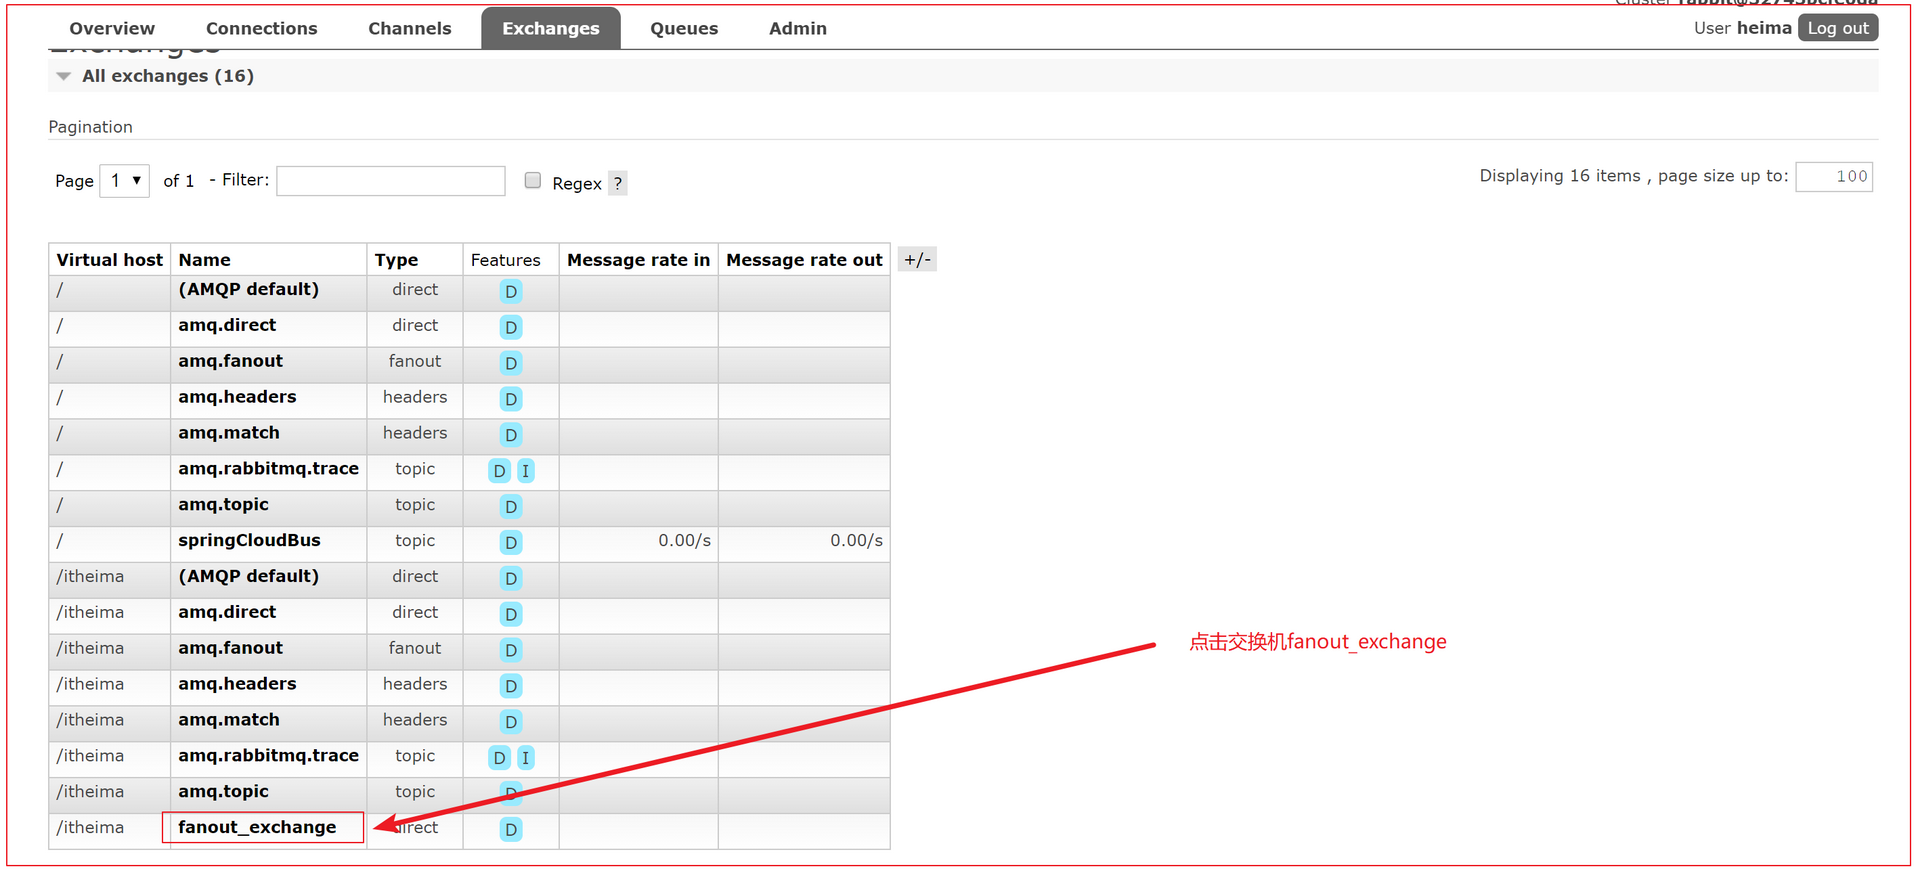 Overview Connections Channels Exchanges Queues Admin User heima Log out
Exchanges
All exchanges (16)
Pagination
Page 1 of 1 - Filter: Regex ? Displaying 16 items , page size up to: 100
Virtual host Name Type Features Message rate in Message rate out +/-
/ (AMQP default) direct D
/ amq.direct direct D
/ amq.fanout fanout D
/ amq.headers headers D
/ amq.match headers D
/ amq.rabbitmq.trace topic D I
/ amq.topic topic D
/ springCloudBus topic D 0.00/s 0.00/s
/itheima (AMQP default) direct D
/itheima amq.direct direct D
/itheima amq.fanout fanout D
点击交换机fanout_exchange
/itheima amq.headers headers D
/itheima amq.match headers D
/itheima amq.rabbitmq.trace topic D I
/itheima amq.topic topic D
/itheima fanout_exchange direct D